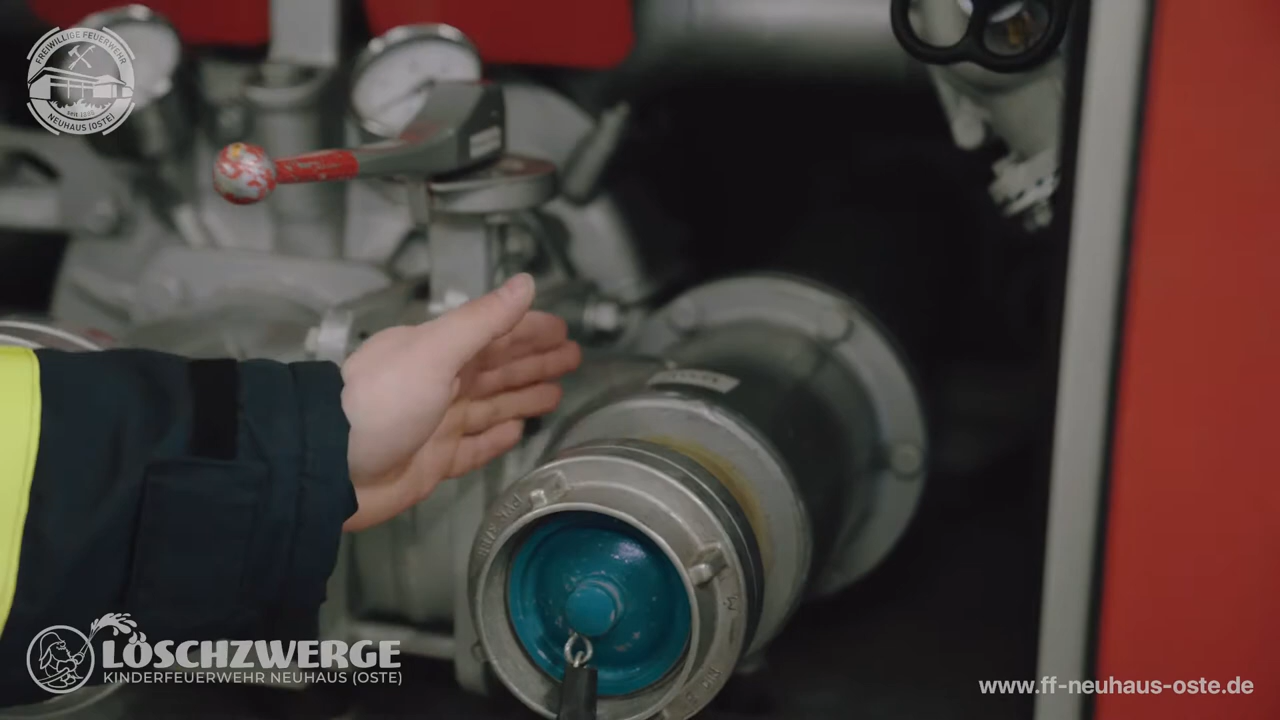 FREIWILLIGE FEUERWEHR
NEUHAUS (OSTE)
LÖSCHZWERGE
KINDERFEUERWEHR NEUHAUS (OSTE)
www.ff-neuhaus-oste.de